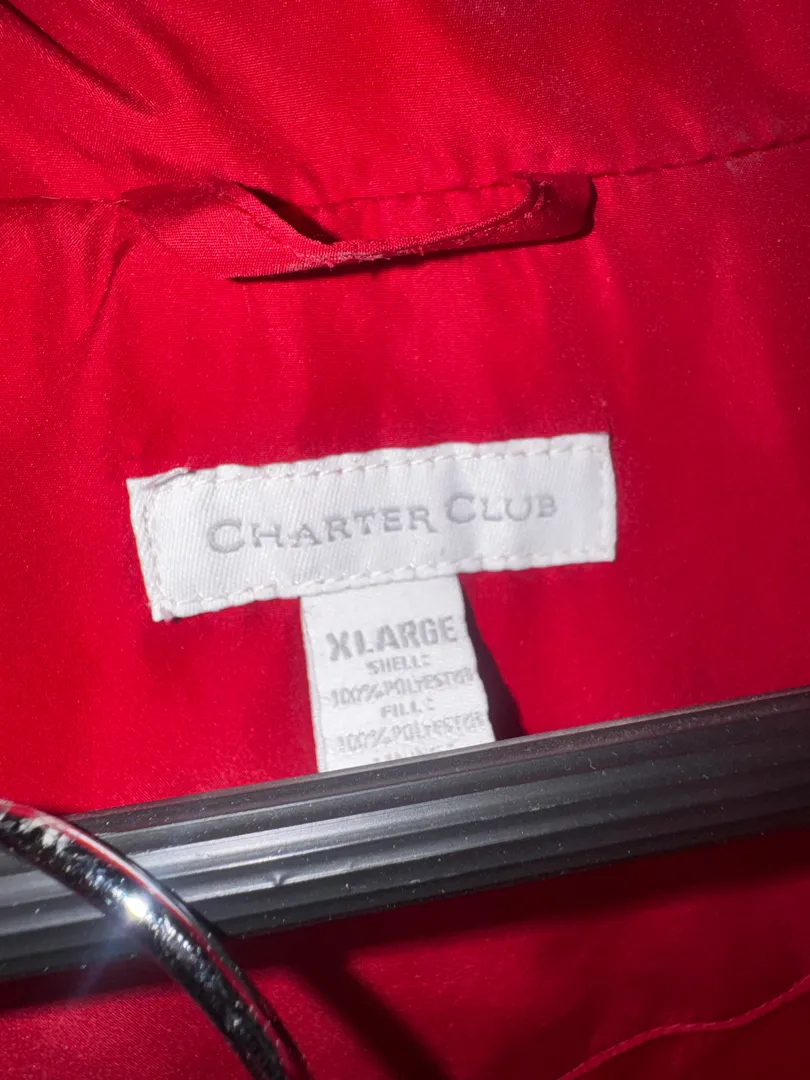 CHARTER CLUB
XLARGE
SHELL:
100%POLYESTER
FILL:
100%POLYESTER